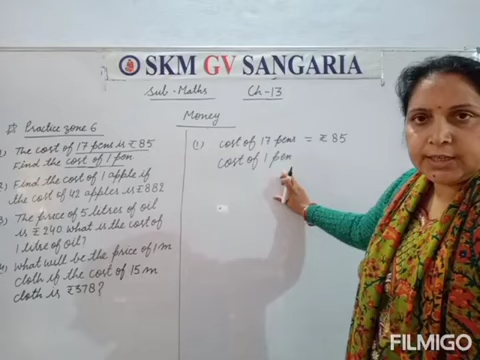 SKM GV SANGARIA
Sub. Maths Ch-13
Money
Practice zone 6
1) The cost of 17 pens is ₹85
Find the cost of 1 pen
2) Find the cost of 1 apple if
the cost of 42 apples is ₹882
3) The price of 5 litres of oil
is ₹240. what is the cost of
1 litre of oil?
4) What will be the price of 1 m
cloth if the cost of 15 m
cloth is ₹378?
(1) cost of 17 pens = ₹85
cost of 1 pen
FILMIGO